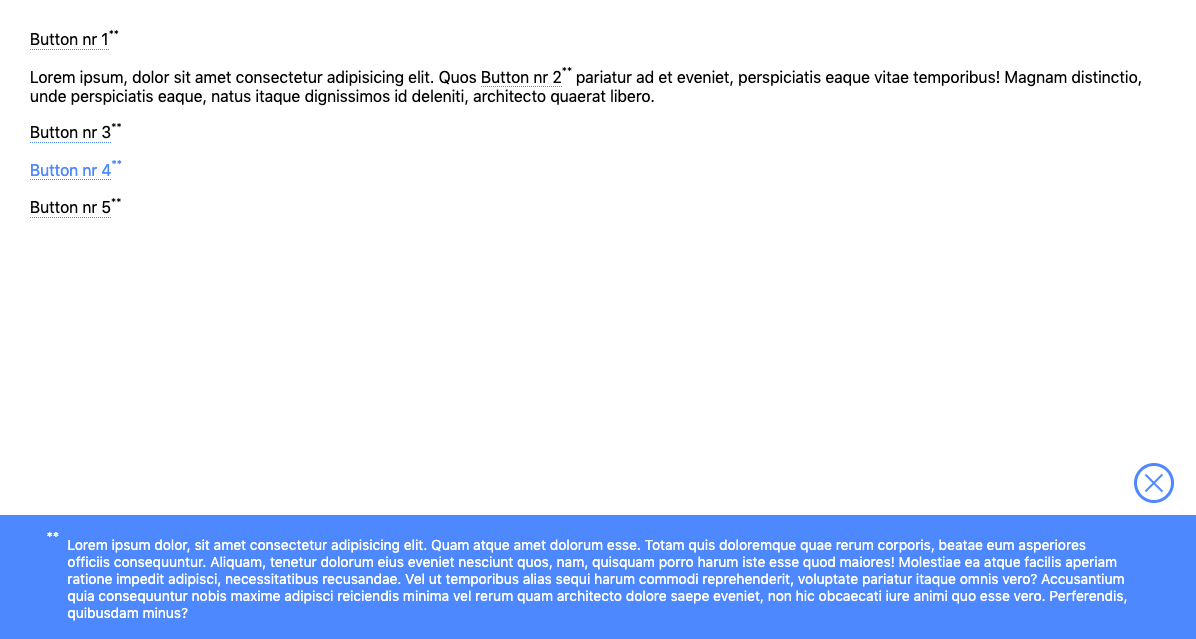 Button nr 1**
Lorem ipsum, dolor sit amet consectetur adipisicing elit. Quos Button nr 2** pariatur ad et eveniet, perspiciatis eaque vitae temporibus! Magnam distinctio,
unde perspiciatis eaque, natus itaque dignissimos id deleniti, architecto quaerat libero.
Button nr 3**
Button nr 4**
Button nr 5**
** Lorem ipsum dolor, sit amet consectetur adipisicing elit. Quam atque amet dolorum esse. Totam quis doloremque quae rerum corporis, beatae eum asperiores
officiis consequuntur. Aliquam, tenetur dolorum eius eveniet nesciunt quos, nam, quisquam porro harum iste esse quod maiores! Molestiae ea atque facilis aperiam
ratione impedit adipisci, necessitatibus recusandae. Vel ut temporibus alias sequi harum commodi reprehenderit, voluptate pariatur itaque omnis vero? Accusantium
quia consequuntur nobis maxime adipisci reiciendis minima vel rerum quam architecto dolore saepe eveniet, non hic obcaecati iure animi quo esse vero. Perferendis,
quibusdam minus?